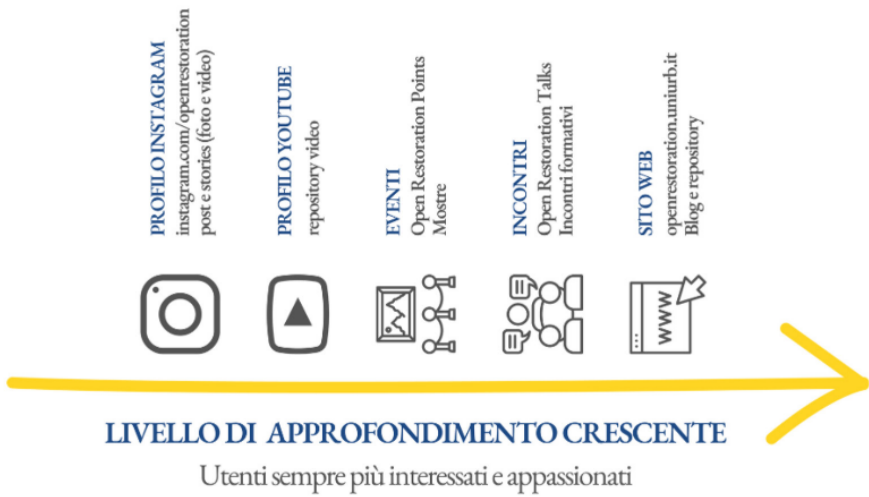 PROFILO INSTAGRAM
instagram.com/openrestoration
post e stories (foto e video)
PROFILO YOUTUBE
repository video
EVENTI
Open Restoration Points
Mostre
INCONTRI
Open Restoration Talks
Incontri formativi
SITO WEB
openrestoration.uniurb.it
Blog e repository
WWW
LIVELLO DI APPROFONDIMENTO CRESCENTE
Utenti sempre più interessati e appassionati